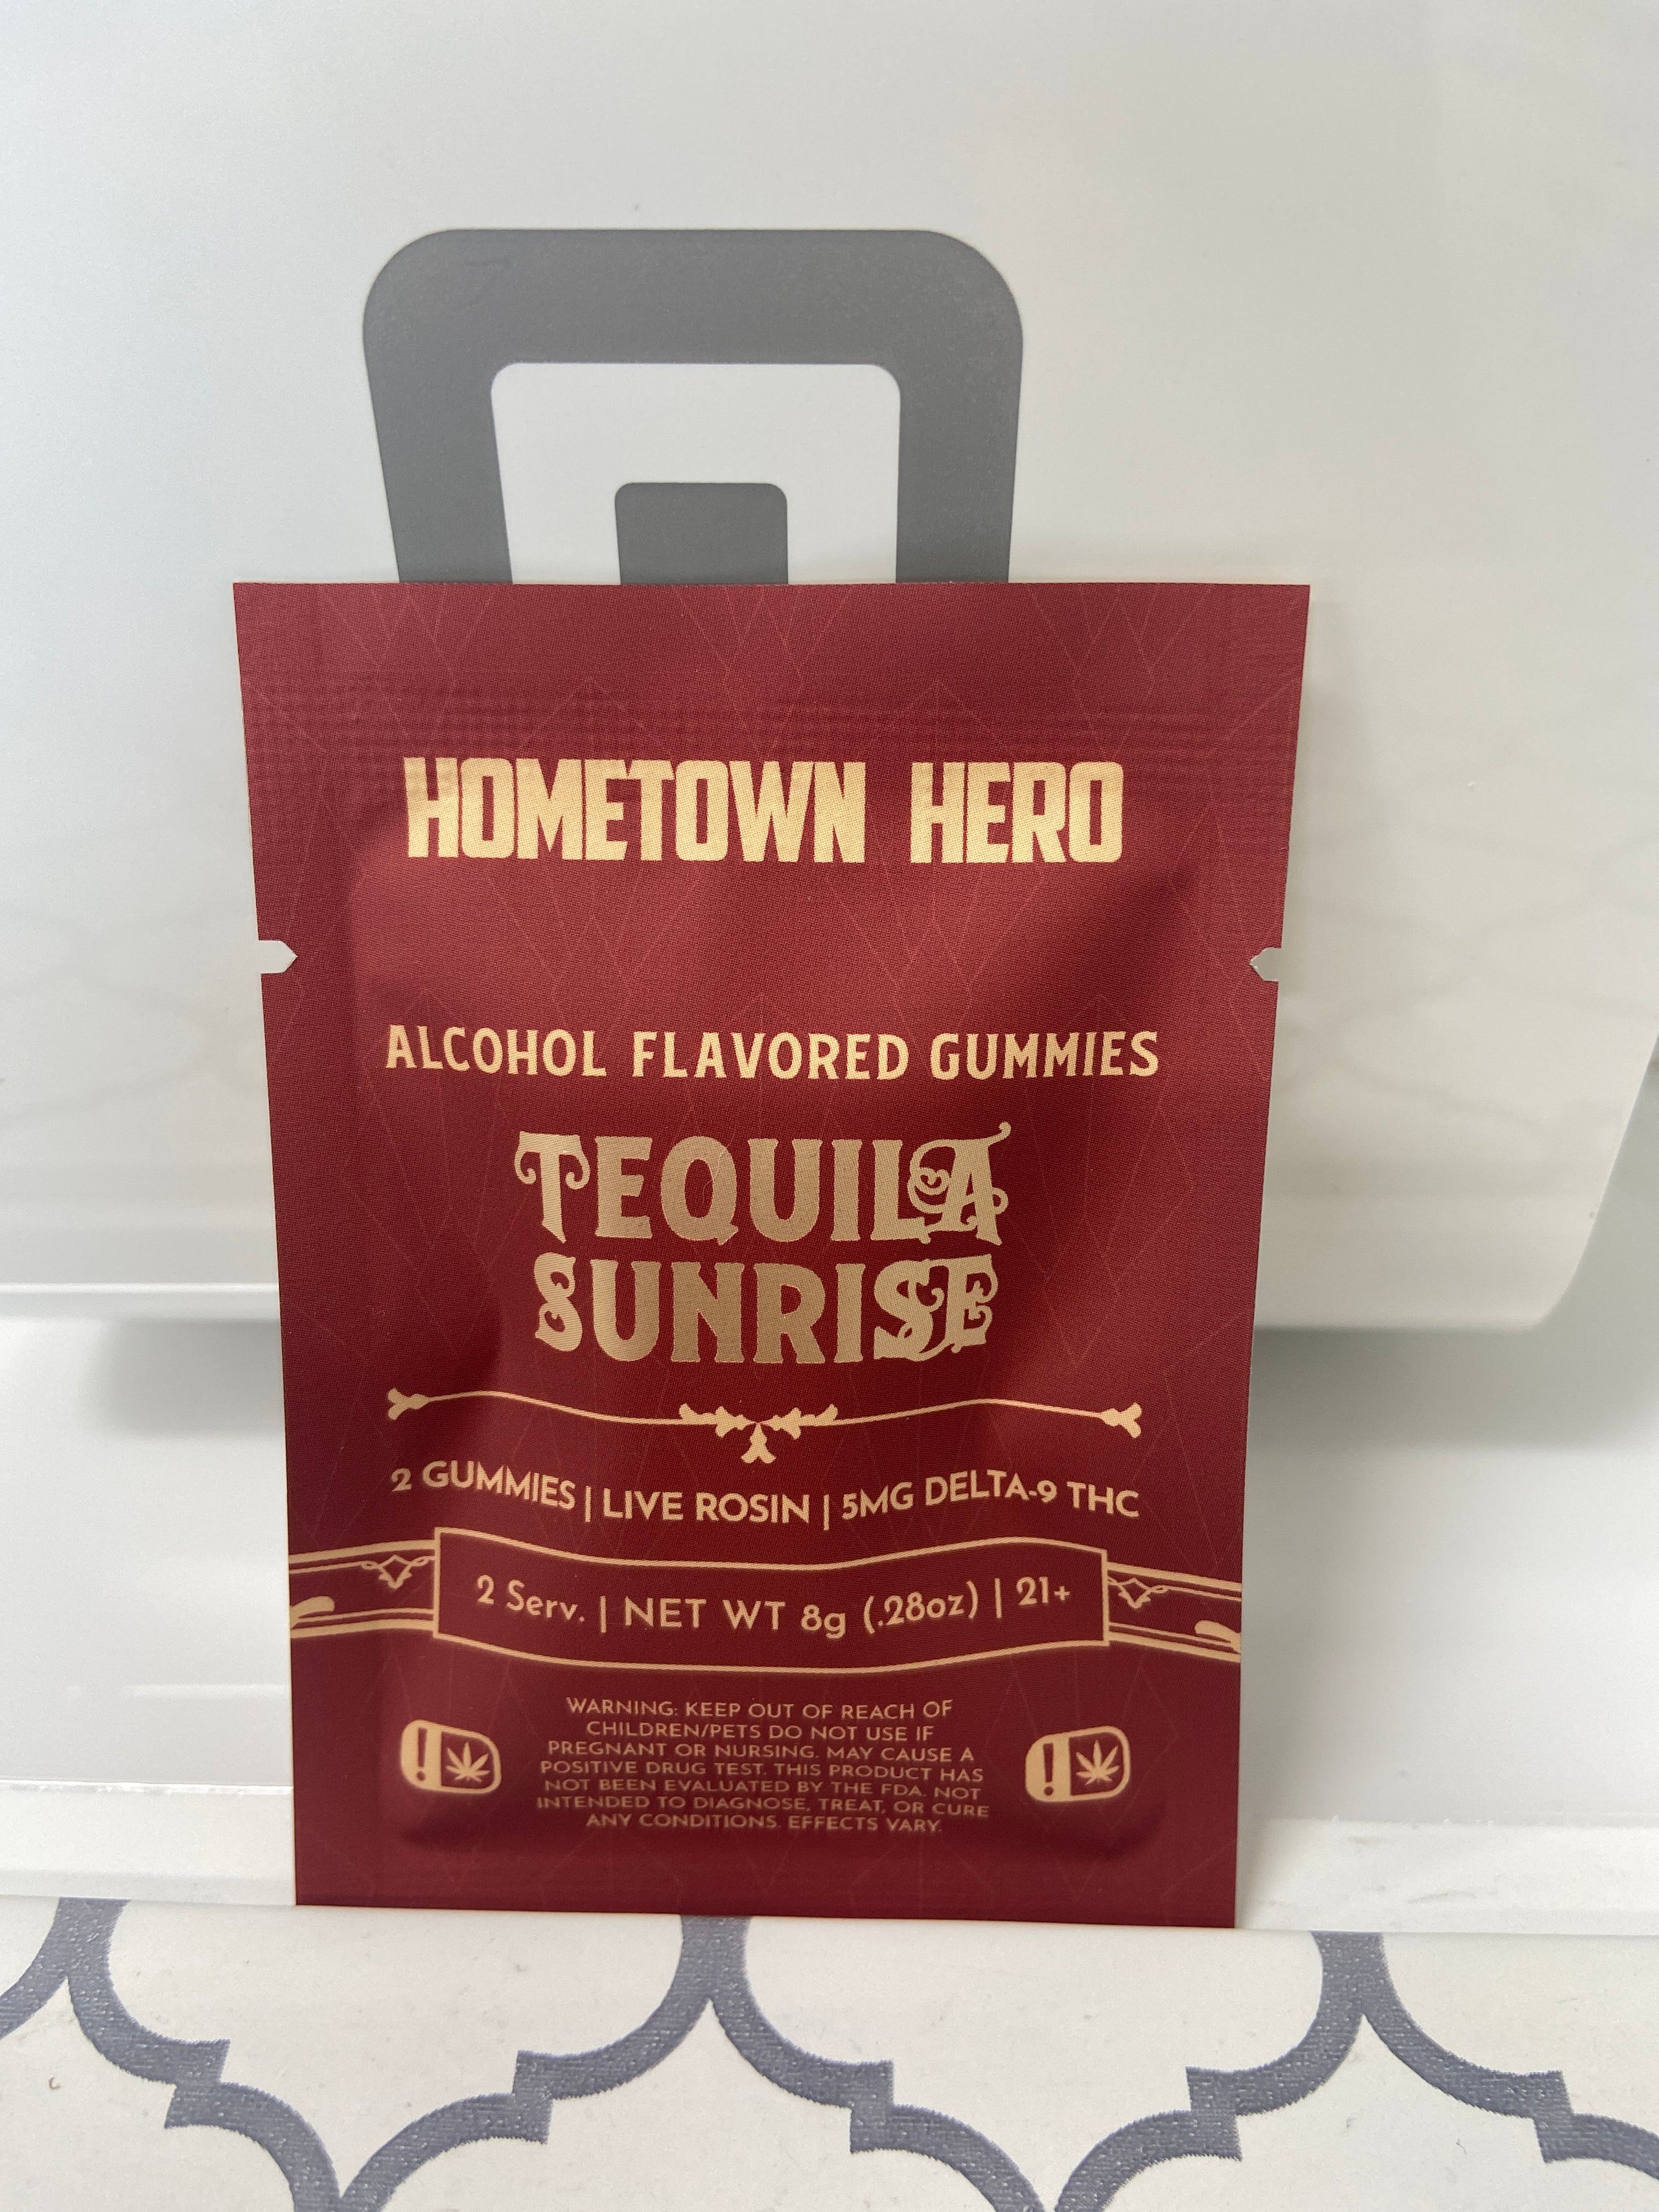 HOMETOWN HERO
ALCOHOL FLAVORED GUMMIES
TEQUILA
SUNRISE
2 GUMMIES | LIVE ROSIN | 5MG DELTA-9 THC
2 Serv. | NET WT 8g (.28oz) | 21+
WARNING: KEEP OUT OF REACH OF
CHILDREN/PETS DO NOT USE IF
PREGNANT OR NURSING. MAY CAUSE A
POSITIVE DRUG TEST. THIS PRODUCT HAS
NOT BEEN EVALUATED BY THE FDA. NOT
INTENDED TO DIAGNOSE, TREAT, OR CURE
ANY CONDITIONS. EFFECTS VARY.